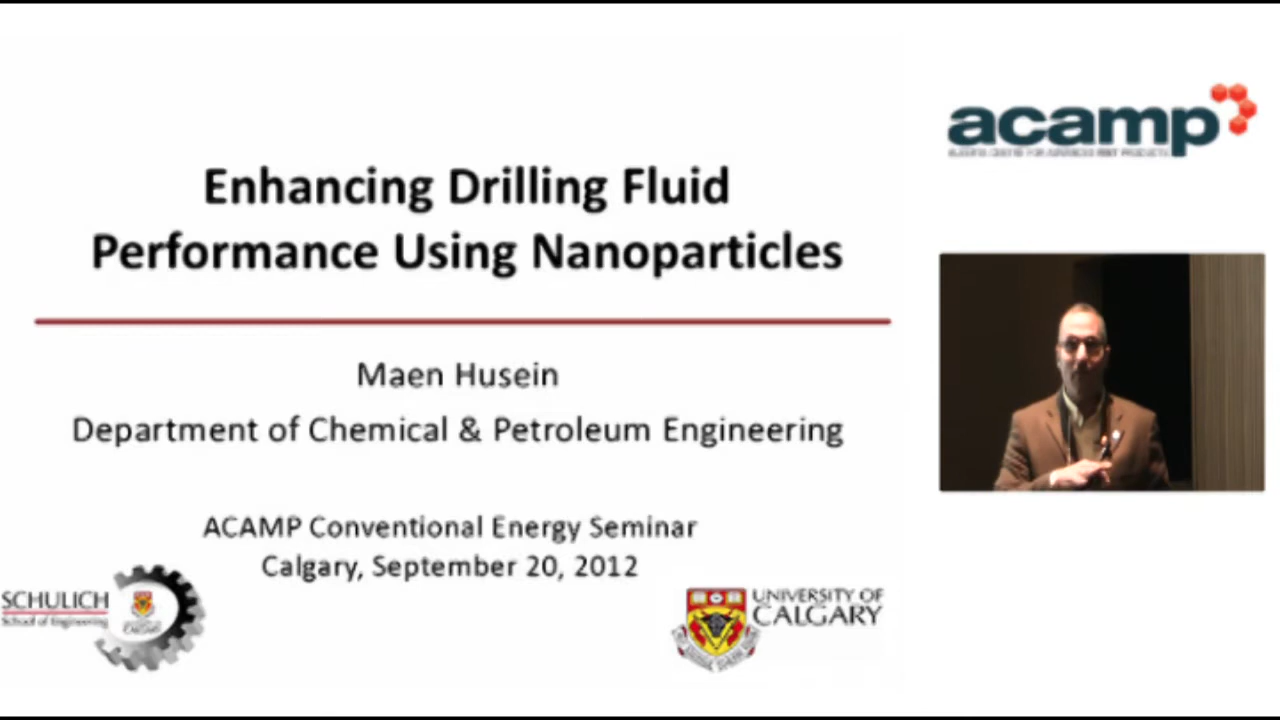 Enhancing Drilling Fluid
Performance Using Nanoparticles
Maen Husein
Department of Chemical & Petroleum Engineering
ACAMP Conventional Energy Seminar
Calgary, September 20, 2012
SCHULICH
School of Engineering
UNIVERSITY OF
CALGARY
acamp